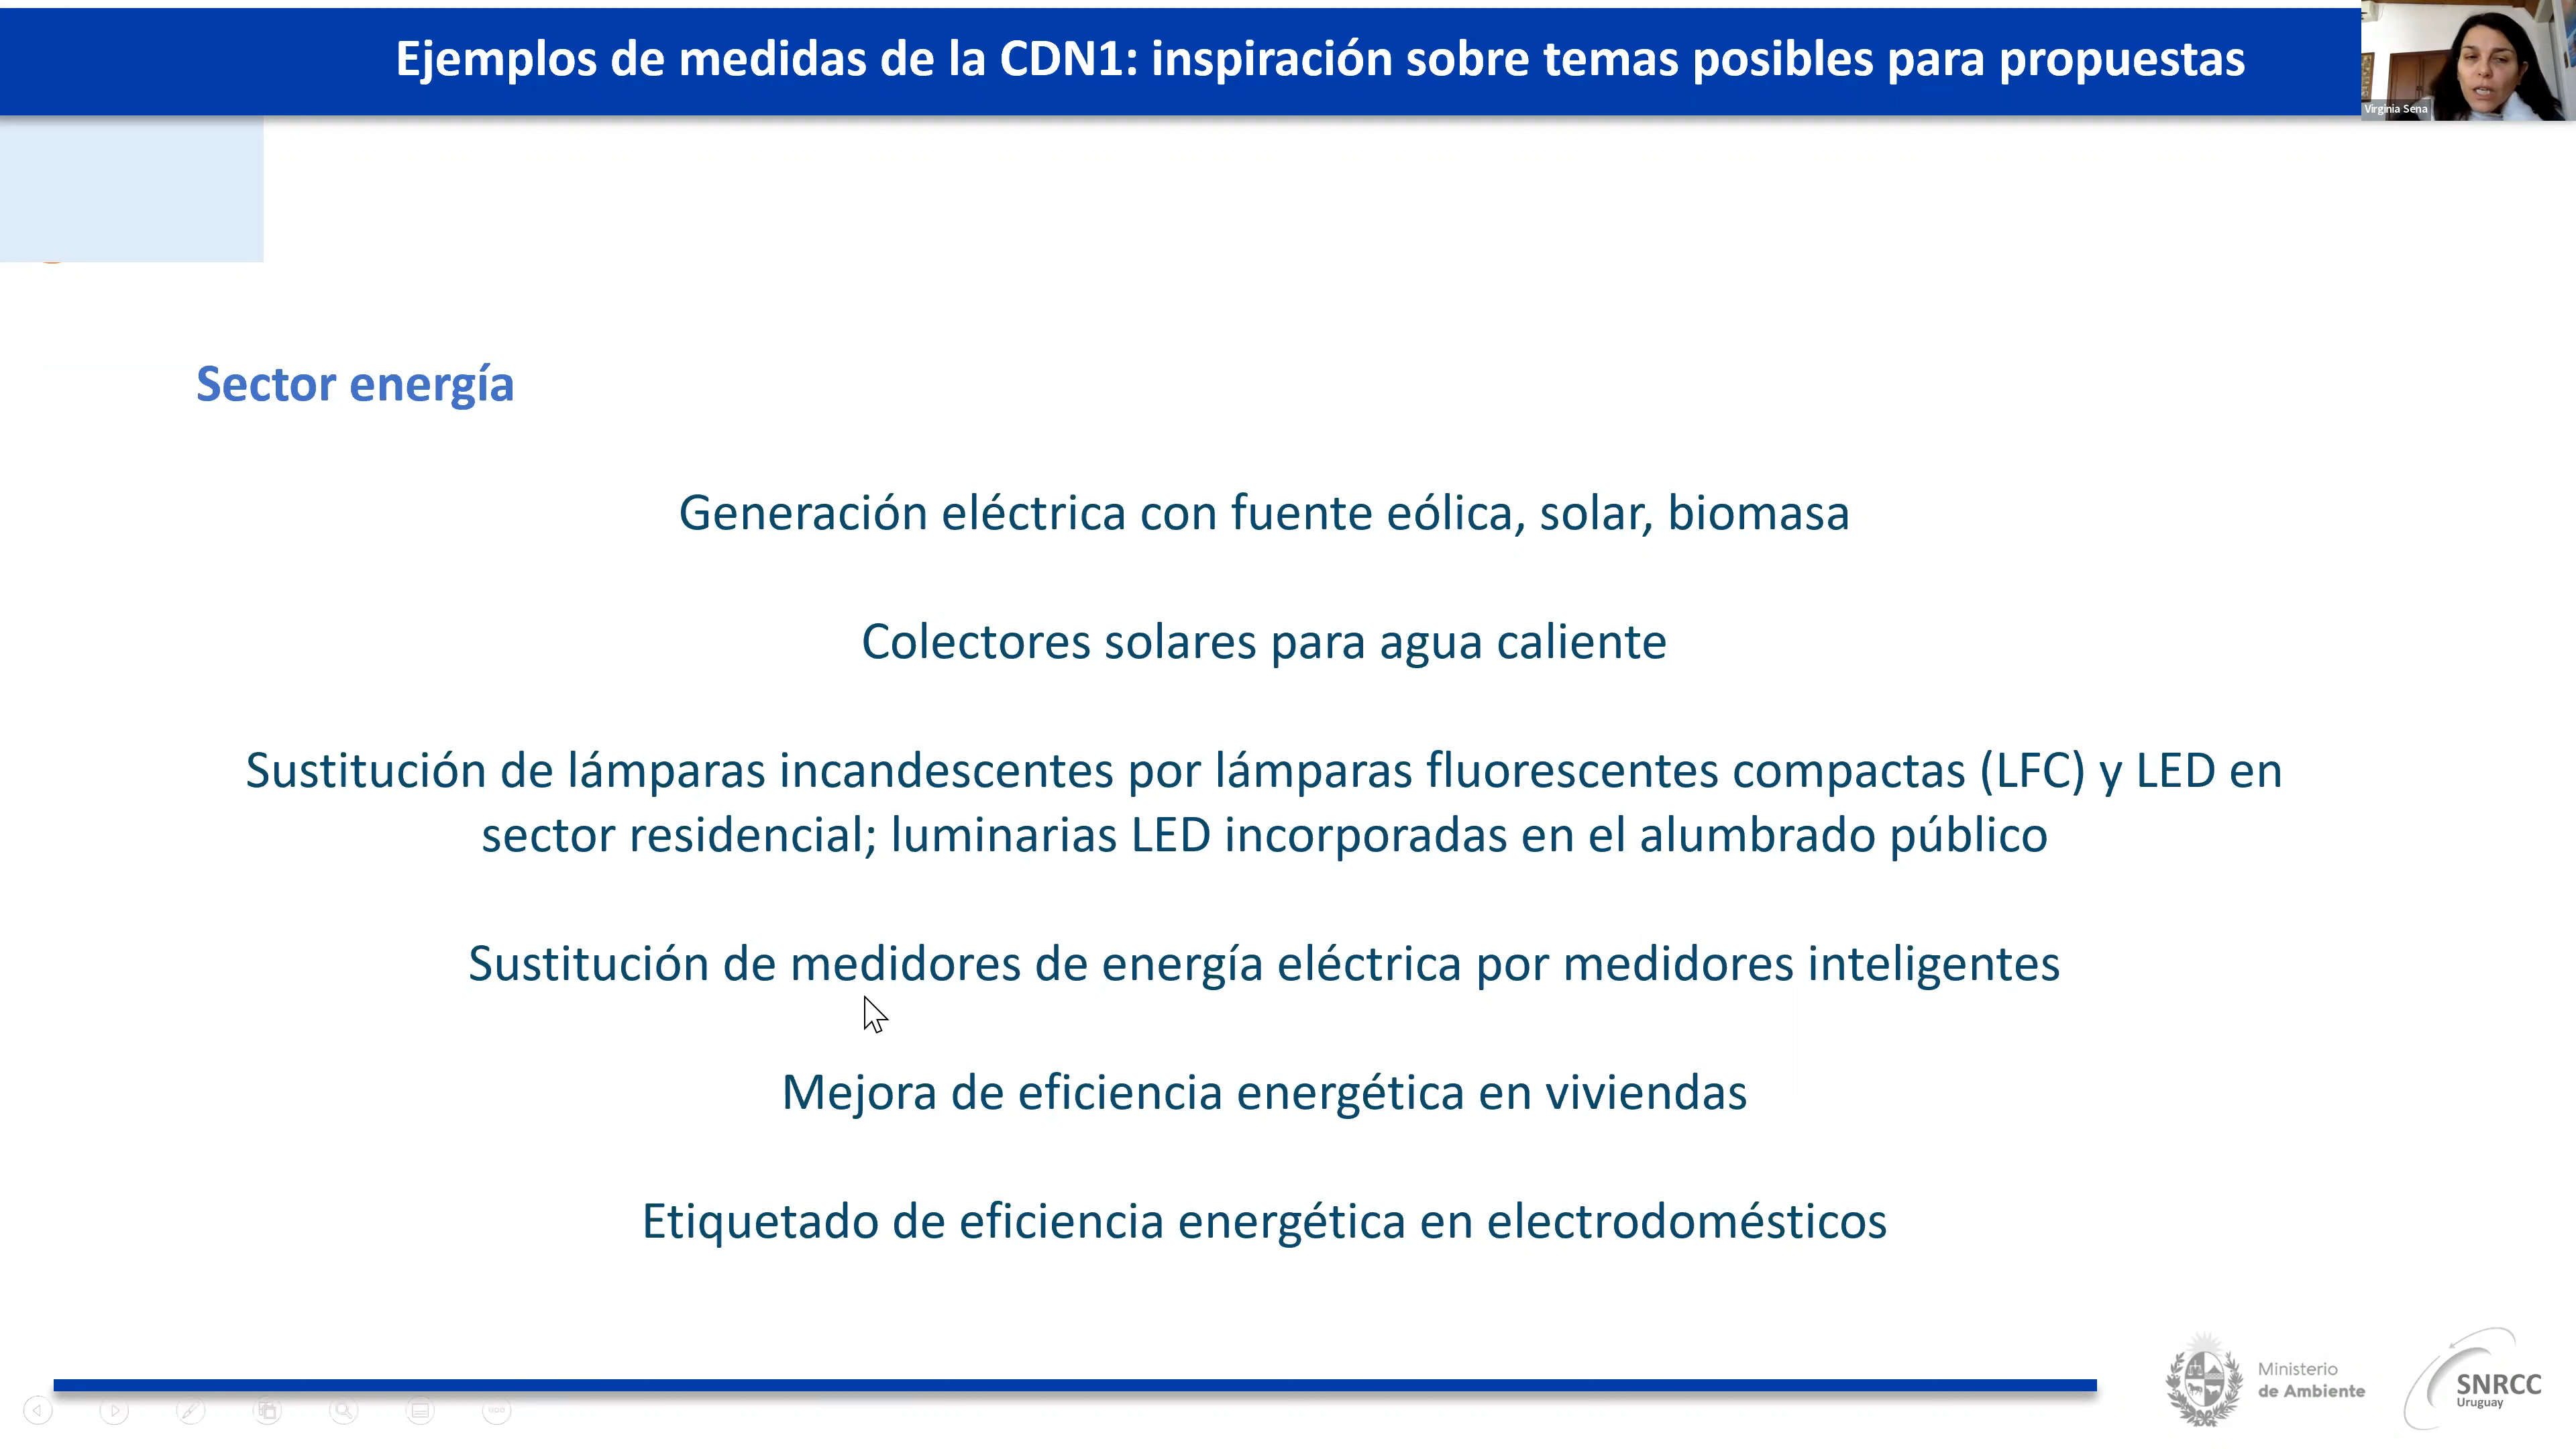 Ejemplos de medidas de la CDN1: inspiración sobre temas posibles para propuestas
Virginia Sena
Sector energía
Generación eléctrica con fuente eólica, solar, biomasa
Colectores solares para agua caliente
Sustitución de lámparas incandescentes por lámparas fluorescentes compactas (LFC) y LED en
sector residencial; luminarias LED incorporadas en el alumbrado público
Sustitución de medidores de energía eléctrica por medidores inteligentes
Mejora de eficiencia energética en viviendas
Etiquetado de eficiencia energética en electrodomésticos
Ministerio
de Ambiente
SNRCC
Uruguay